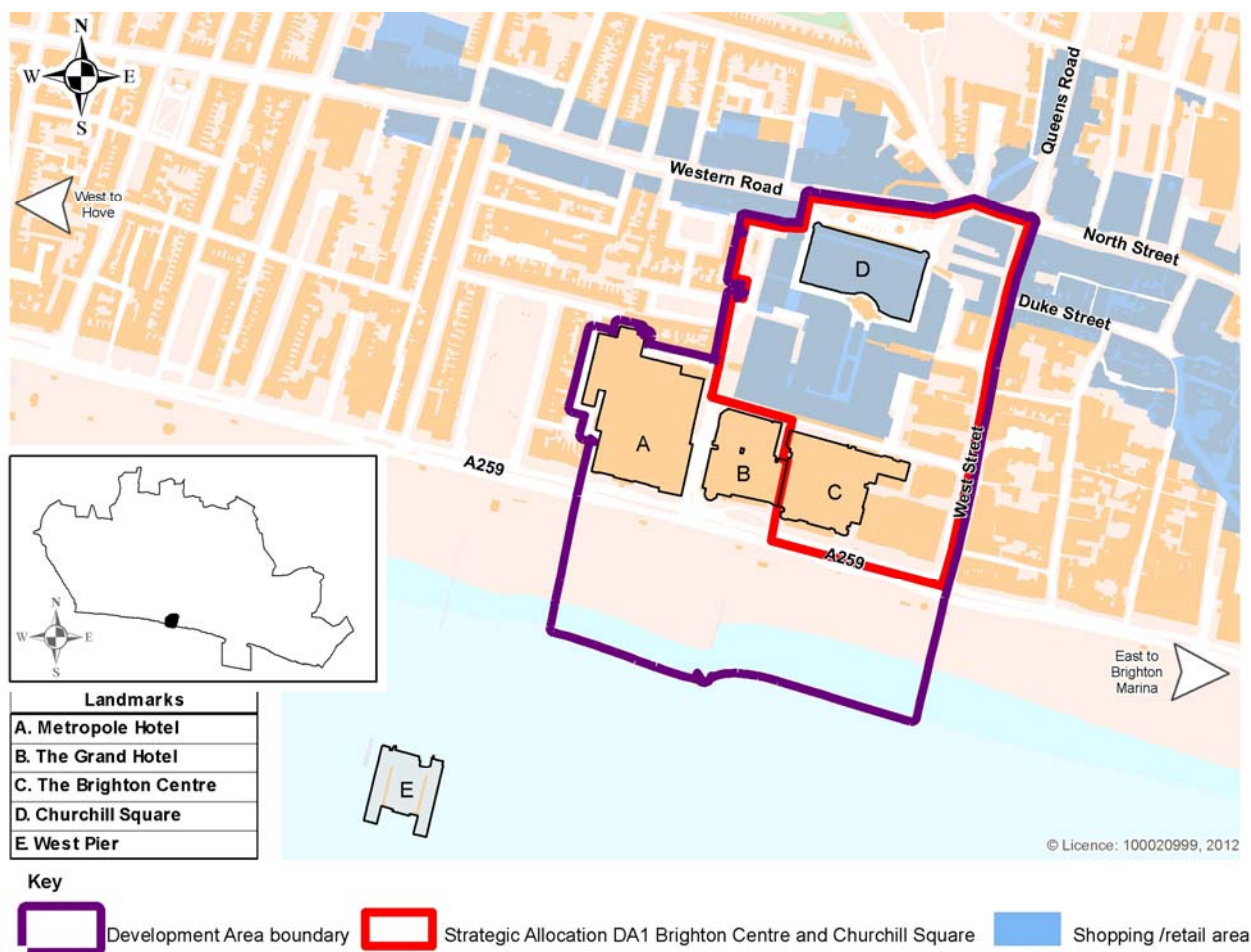 N
W E
S
Queens Road
West to
Hove
Western Road
North Street
D
Duke Street
A
B
C
A259
West Street
A259
N
W E
S
East to
Brighton
Marina
Landmarks
A. Metropole Hotel
B. The Grand Hotel
C. The Brighton Centre
D. Churchill Square
E. West Pier
E
© Licence: 100020999, 2012
Key
Development Area boundary
Strategic Allocation DA1 Brighton Centre and Churchill Square
Shopping /retail area